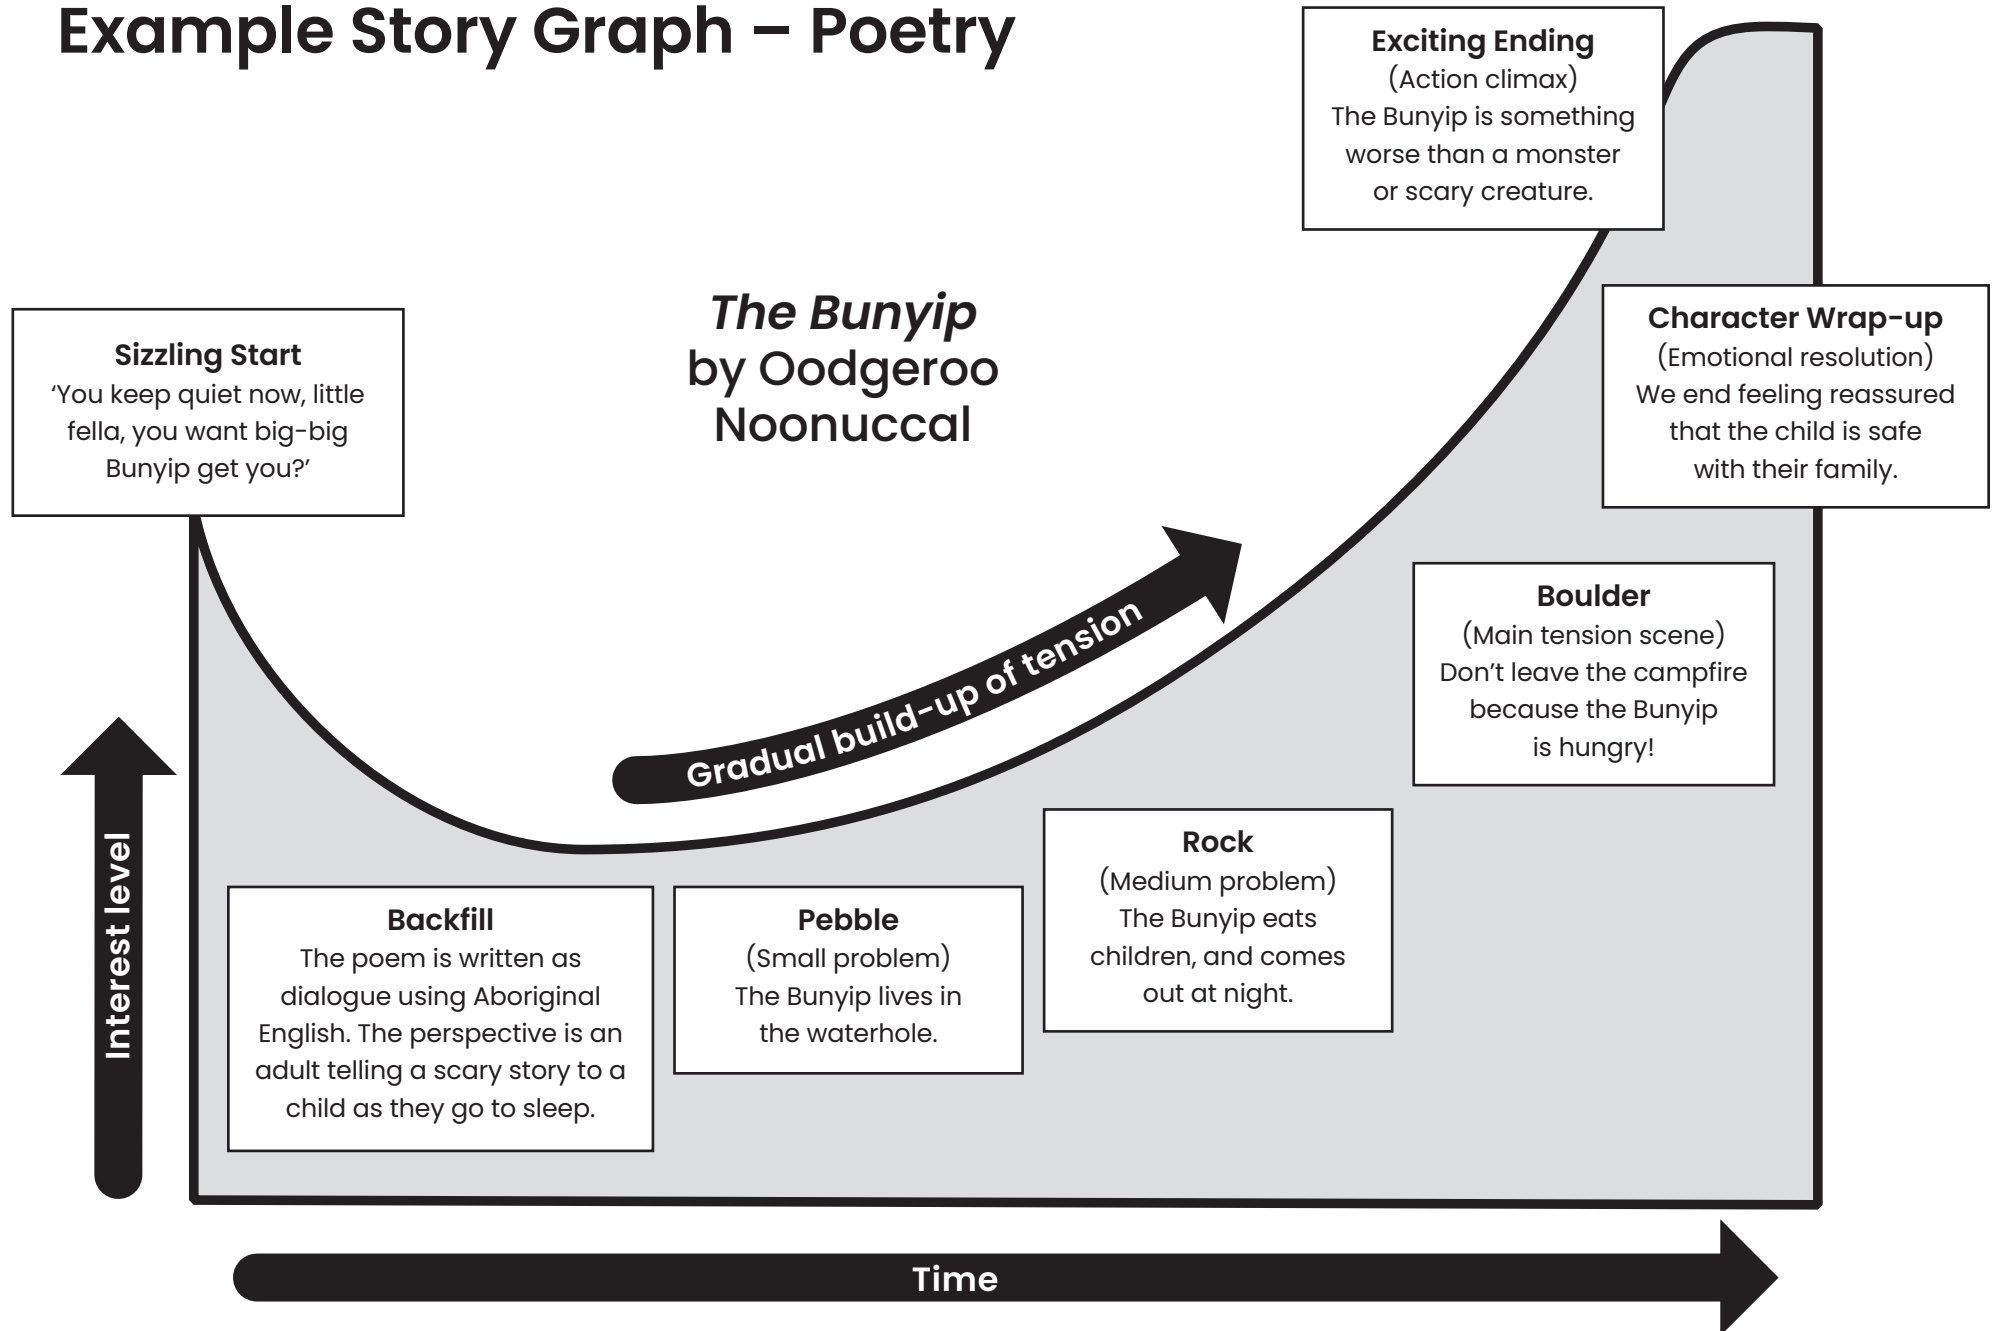 Example Story Graph – Poetry
The Bunyip
by Oodgeroo
Noonuccal
Sizzling Start
‘You keep quiet now, little
fella, you want big-big
Bunyip get you?’
Backfill
The poem is written as
dialogue using Aboriginal
English. The perspective is an
adult telling a scary story to a
child as they go to sleep.
Pebble
(Small problem)
The Bunyip lives in
the waterhole.
Rock
(Medium problem)
The Bunyip eats
children, and comes
out at night.
Boulder
(Main tension scene)
Don’t leave the campfire
because the Bunyip
is hungry!
Exciting Ending
(Action climax)
The Bunyip is something
worse than a monster
or scary creature.
Character Wrap-up
(Emotional resolution)
We end feeling reassured
that the child is safe
with their family.
Gradual build-up of tension
Interest level
Time